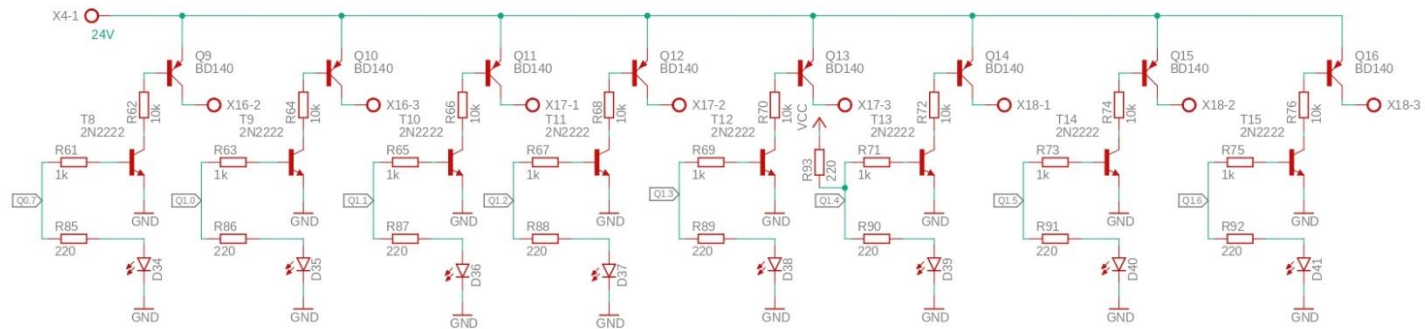 X4-1
24V
Q9
BD140
Q10
BD140
Q11
BD140
Q12
BD140
Q13
BD140
Q14
BD140
Q15
BD140
Q16
BD140
R62
10k
X16-2
R64
10k
X16-3
R66
10k
X17-1
R68
10k
X17-2
R70
10k
X17-3
R72
10k
X18-1
R74
10k
X18-2
R76
10k
X18-3
T8
2N2222
T9
2N2222
T10
2N2222
T11
2N2222
T12
2N2222
VCC
T13
2N2222
T14
2N2222
T15
2N2222
R61
1k
R63
1k
R65
1k
R67
1k
R69
1k
R93
220
R71
1k
R73
1k
R75
1k
Q0.7
Q1.0
Q1.1
Q1.2
Q1.3
Q1.4
Q1.5
Q1.6
GND
GND
GND
GND
GND
GND
GND
GND
R85
220
R86
220
R87
220
R88
220
R89
220
R90
220
R91
220
R92
220
D34
D35
D36
D37
D38
D39
D40
D41
GND
GND
GND
GND
GND
GND
GND
GND